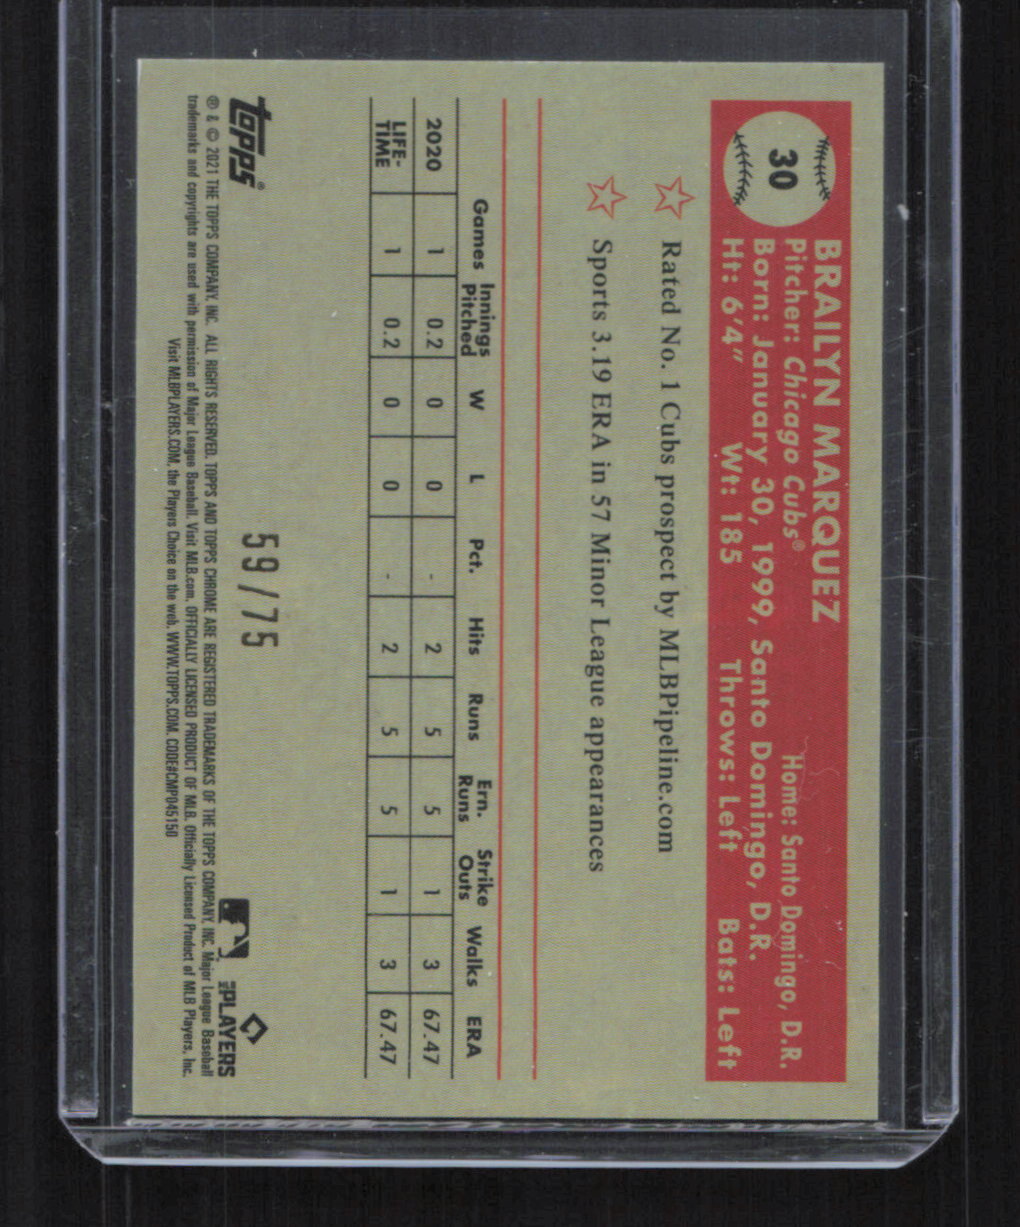 30
BRAILYN MARQUEZ
Pitcher: Chicago Cubs® Home: Santo Domingo, D.R.
Born: January 30, 1999, Santo Domingo, D.R.
Ht: 6'4" Wt: 185 Throws: Left Bats: Left
Rated No. 1 Cubs prospect by MLBPipeline.com
Sports 3.19 ERA in 57 Minor League appearances
Games Innings Pitched W L Pct. Hits Runs Ern. Runs Strike Outs Walks ERA
2020 1 0.2 0 0 - 2 5 5 1 3 67.47
LIFE-TIME 1 0.2 0 0 - 2 5 5 1 3 67.47
59/75
topps®
MLB PLAYERS
® & © 2021 THE TOPPS COMPANY, INC. ALL RIGHTS RESERVED. TOPPS AND TOPPS CHROME ARE REGISTERED TRADEMARKS OF THE TOPPS COMPANY, INC. Major League Baseball
trademarks and copyrights are used with permission of Major League Baseball. Visit MLB.com. OFFICIALLY LICENSED PRODUCT OF MLB. Officially Licensed Product of MLB Players, Inc.
Visit MLBPLAYERS.COM, the Players Choice on the web. WWW.TOPPS.COM. CODE#CMP045150